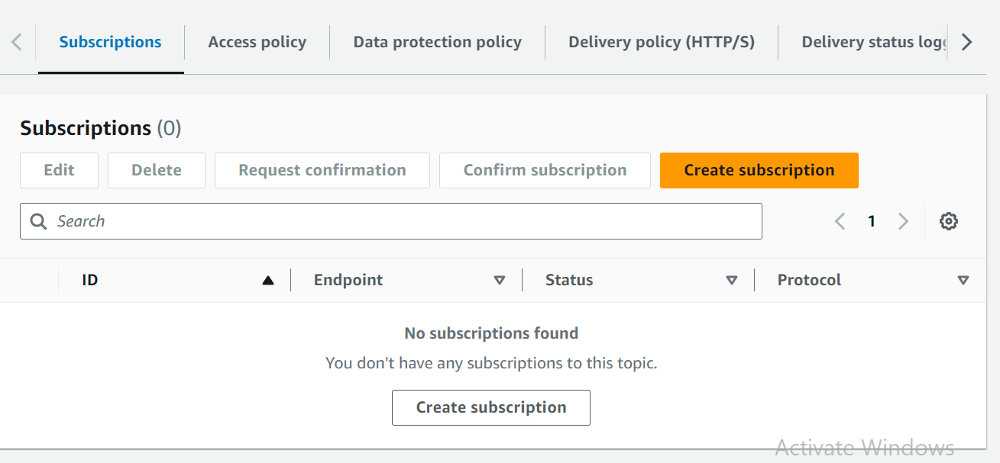 Subscriptions Access policy Data protection policy Delivery policy (HTTP/S) Delivery status logg
Subscriptions (0)
Edit Delete Request confirmation Confirm subscription Create subscription
Search 1
ID Endpoint Status Protocol
No subscriptions found
You don't have any subscriptions to this topic.
Create subscription
Activate Windows